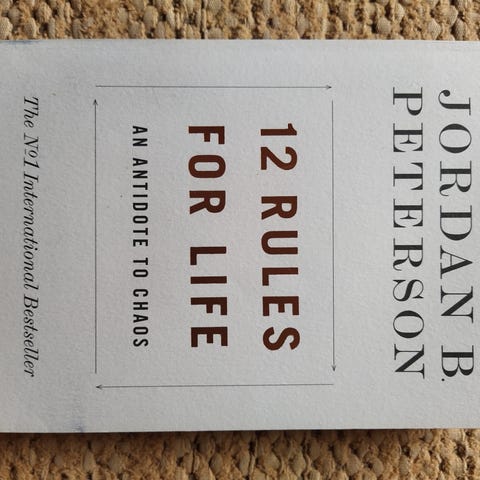 JORDAN B.
PETERSON
12 RULES
FOR LIFE
AN ANTIDOTE TO CHAOS
The Nº1 International Bestseller